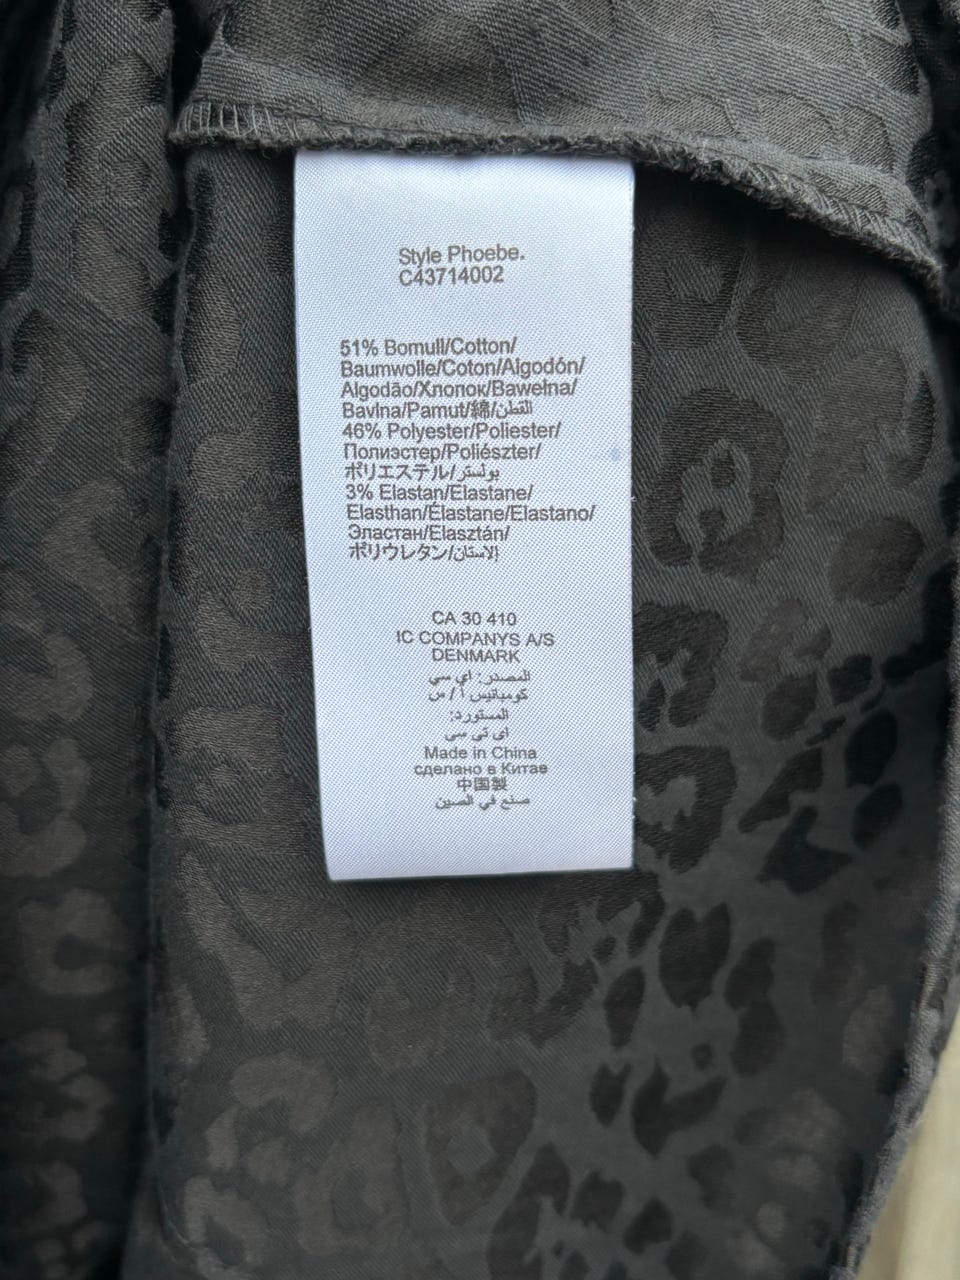 Style Phoebe.
C43714002
51% Bomull/Cotton/
Baumwolle/Coton/Algodón/
Algodão/Хлопок/Bawełna/
Bavlna/Pamut/綿/القطن
46% Polyester/Poliester/
Полиэстер/Poliészter/
ポリエステル/بولستر
3% Elastan/Elastane/
Elasthan/Élastane/Elastano/
Эластан/Elasztán/
ポリウレタン/الاستان
CA 30 410
IC COMPANYS A/S
DENMARK
المصدر: اي سي
كومبانيس أ / س
المستورد:
اي تي سي
Made in China
сделано в Китае
中国製
صنع في الصين